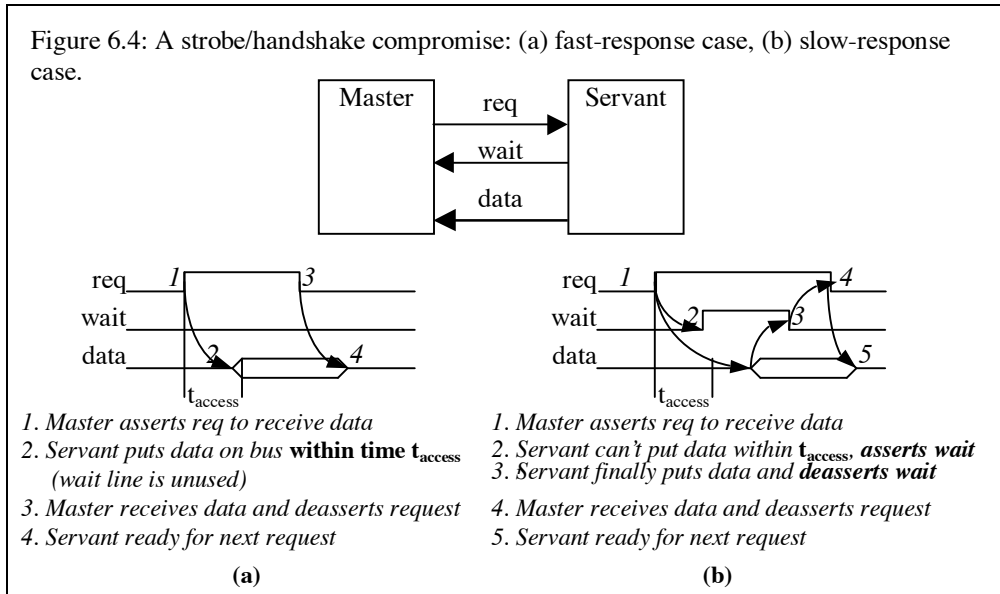 Figure 6.4: A strobe/handshake compromise: (a) fast-response case, (b) slow-response
case.
Master
Servant
req
wait
data
req
1
3
wait
data
2
4
taccess
1. Master asserts req to receive data
2. Servant puts data on bus within time taccess
(wait line is unused)
3. Master receives data and deasserts request
4. Servant ready for next request
(a)
req
1
4
wait
2
3
data
5
taccess
1. Master asserts req to receive data
2. Servant can't put data within taccess, asserts wait
3. Servant finally puts data and deasserts wait
4. Master receives data and deasserts request
5. Servant ready for next request
(b)